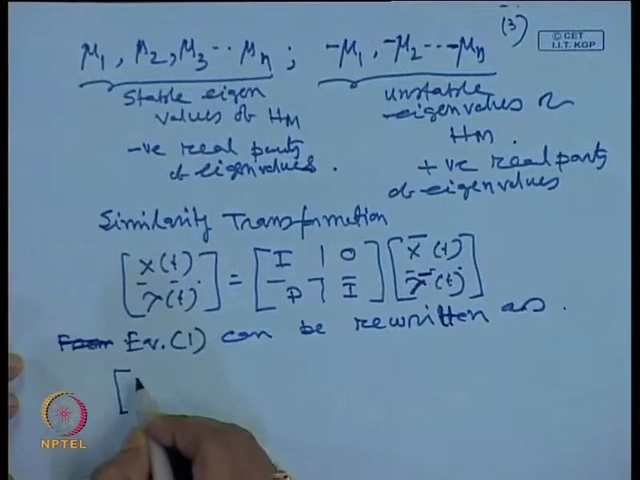 (3)
© CET
I.I.T. KGP
μ1, μ2, μ3 ·· μn ; -μ1, -μ2 ··· -μn
stable eigen
values of HM
-ve real parts
of eigenvalues.
unstable
eigenvalues of
HM.
+ve real parts
of eigenvalues
Similarity Transformation
[x(t) / λ(t)] = [I | 0 / P | I] [x̄(t) / λ̄(t)]
From Ev.(1) can be rewritten as.
[
NPTEL